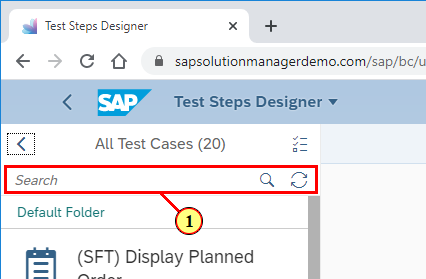 Test Steps Designer
sapsolutionmanagerdemo.com/sap/bc/u
SAP Test Steps Designer
All Test Cases (20)
Search
1
Default Folder
(SFT) Display Planned
Order